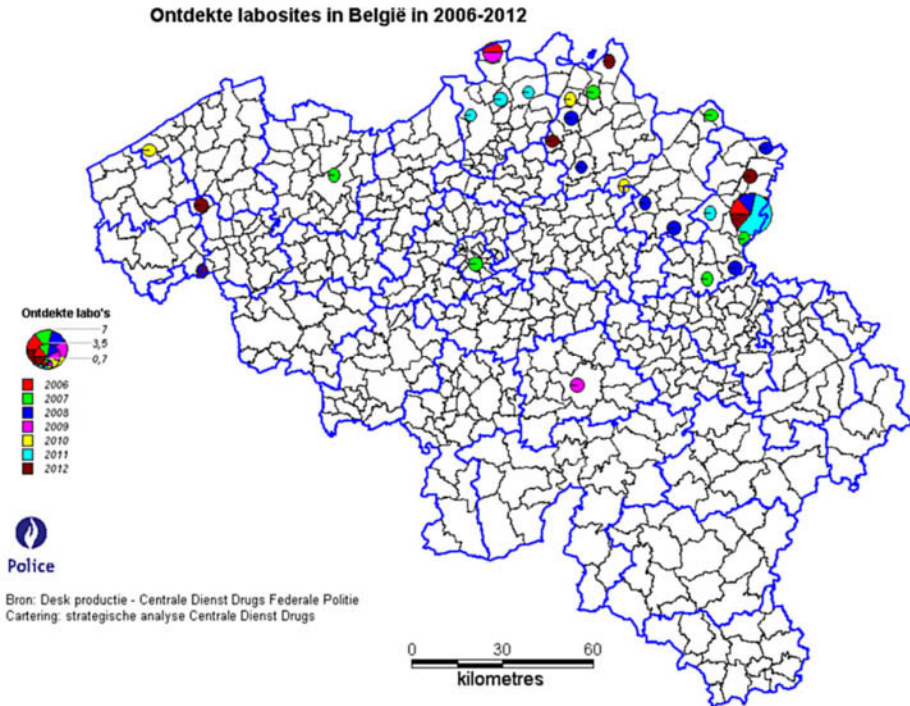 Ontdekte labosites in België in 2006-2012
Ontdekte labo's
7
3,5
0,7
2006
2007
2008
2009
2010
2011
2012
Police
Bron: Desk productie - Centrale Dienst Drugs Federale Politie
Cartering: strategische analyse Centrale Dienst Drugs
0 30 60
kilometres